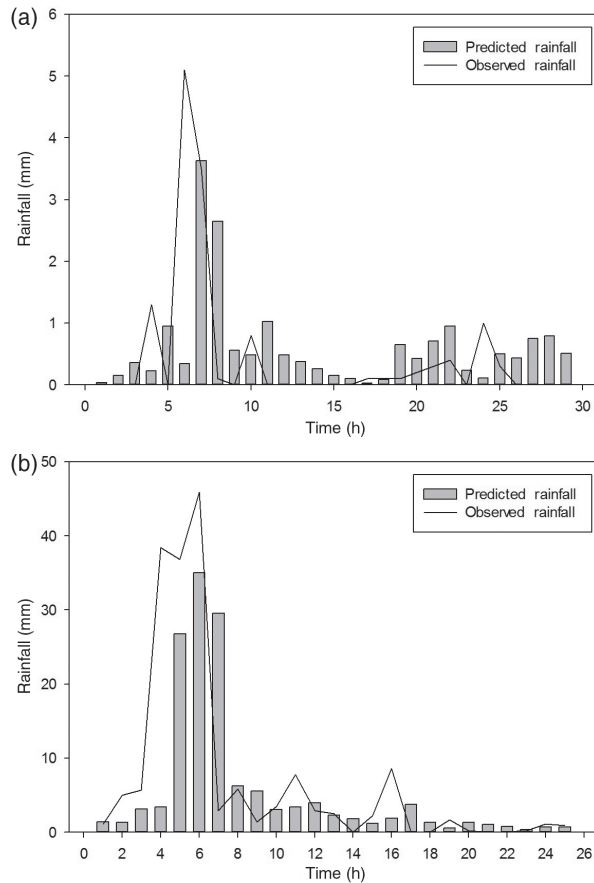 (a)
6
5
4
3
2
1
0
Rainfall (mm)
Predicted rainfall
Observed rainfall
0 5 10 15 20 25 30
Time (h)
(b)
50
40
30
20
10
0
Rainfall (mm)
Predicted rainfall
Observed rainfall
0 2 4 6 8 10 12 14 16 18 20 22 24 26
Time (h)